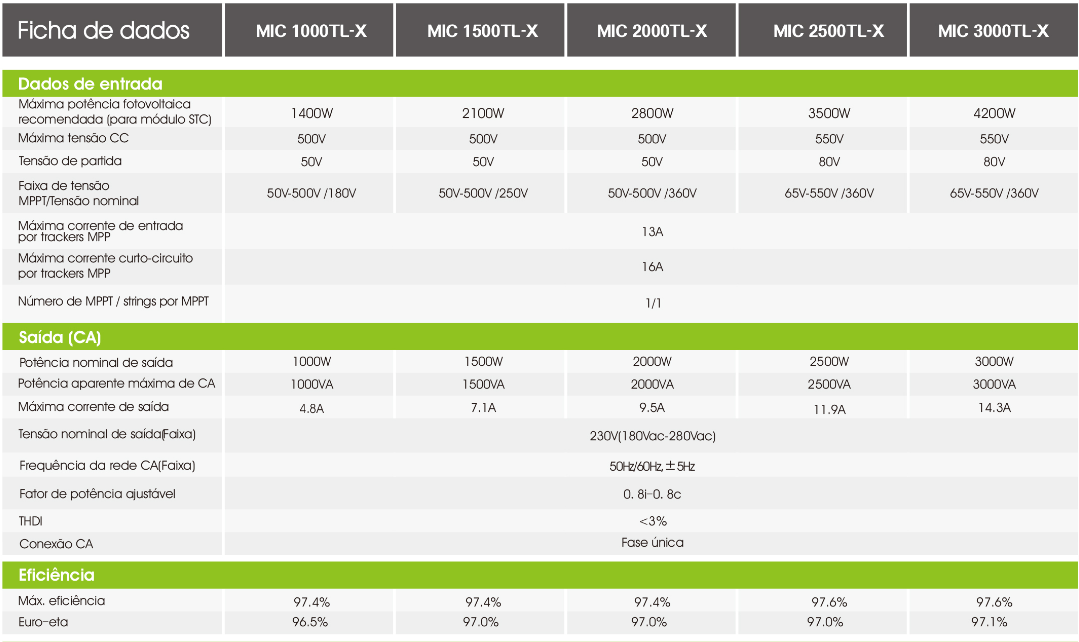 Ficha de dados MIC 1000TL-X MIC 1500TL-X MIC 2000TL-X MIC 2500TL-X MIC 3000TL-X
Dados de entrada
Máxima potência fotovoltaica
recomendada (para módulo STC) 1400W 2100W 2800W 3500W 4200W
Máxima tensão CC 500V 500V 500V 550V 550V
Tensão de partida 50V 50V 50V 80V 80V
Faixa de tensão
MPPT/Tensão nominal 50V-500V /180V 50V-500V /250V 50V-500V /360V 65V-550V /360V 65V-550V /360V
Máxima corrente de entrada
por trackers MPP 13A
Máxima corrente curto-circuito
por trackers MPP 16A
Número de MPPT / strings por MPPT 1/1
Saída (CA)
Potência nominal de saída 1000W 1500W 2000W 2500W 3000W
Potência aparente máxima de CA 1000VA 1500VA 2000VA 2500VA 3000VA
Máxima corrente de saída 4.8A 7.1A 9.5A 11.9A 14.3A
Tensão nominal de saída(Faixa) 230V(180Vac-280Vac)
Frequência da rede CA(Faixa) 50Hz/60Hz, ±5Hz
Fator de potência ajustável 0. 8i-0. 8c
THDI <3%
Conexão CA Fase única
Eficiência
Máx. eficiência 97.4% 97.4% 97.4% 97.6% 97.6%
Euro-eta 96.5% 97.0% 97.0% 97.0% 97.1%